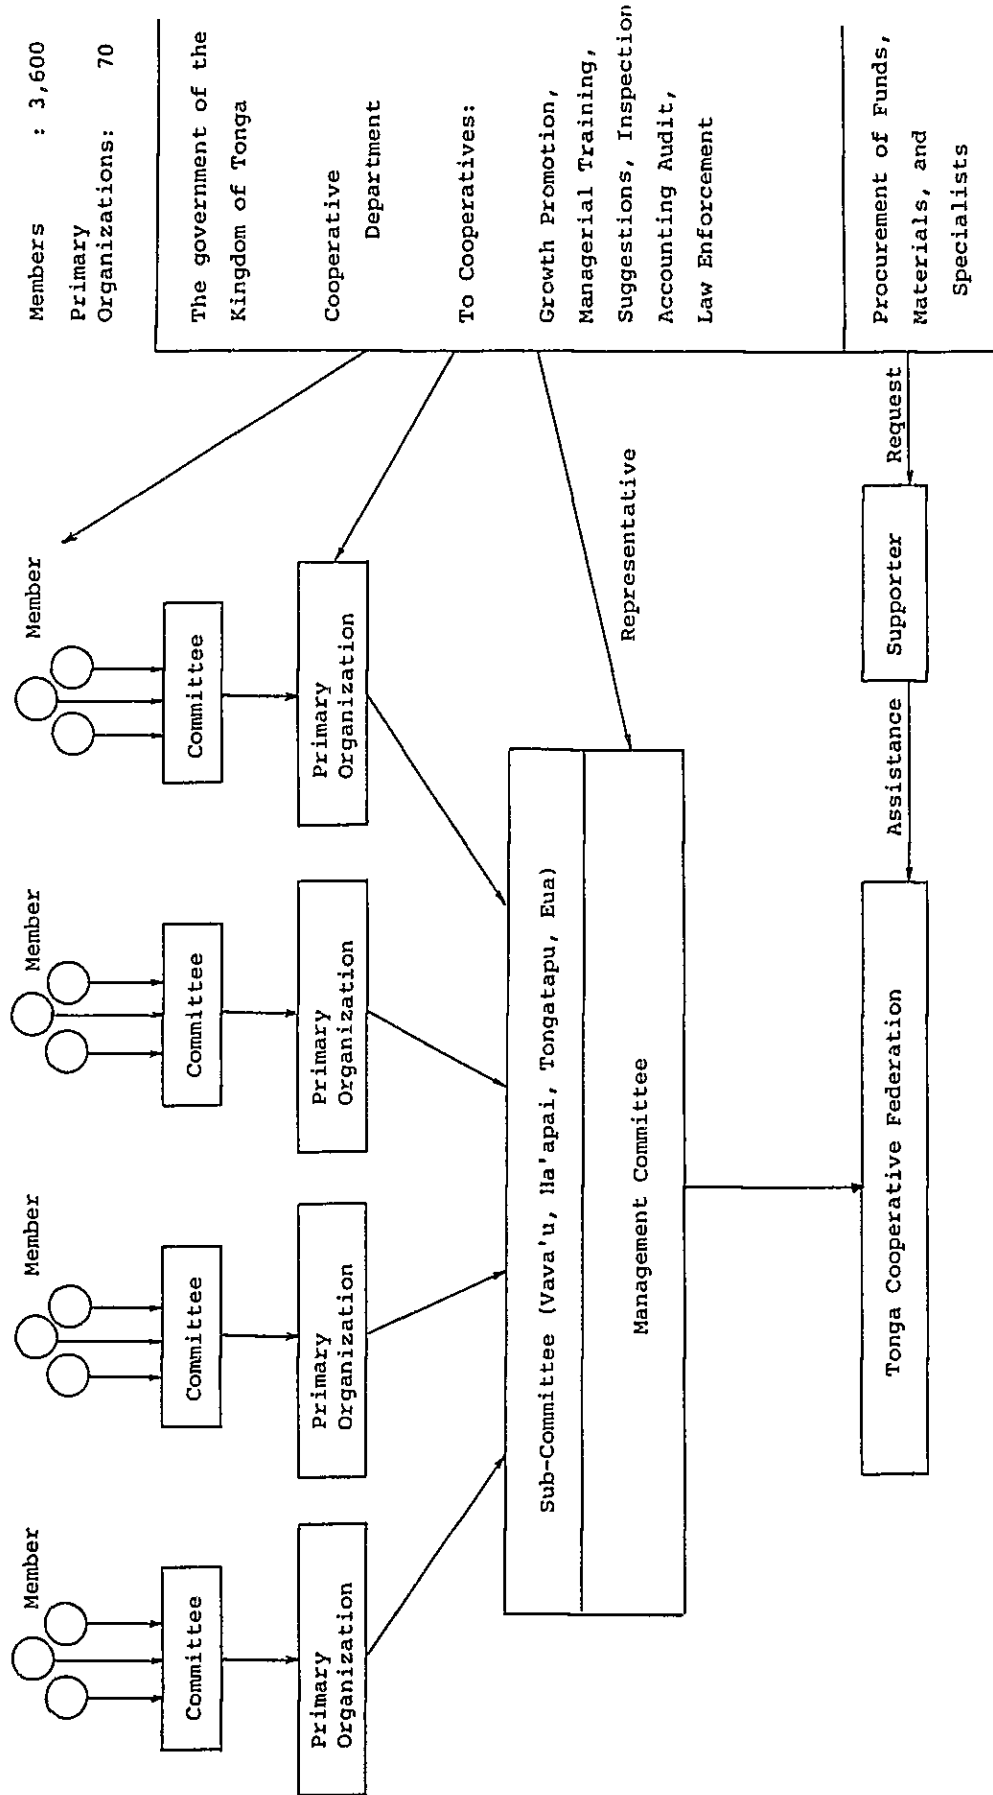 Members : 3,600
Primary
Organizations: 70
Member
Member
Member
Member
Committee
Committee
Committee
Committee
Primary
Organization
Primary
Organization
Primary
Organization
Primary
Organization
The government of the
Kingdom of Tonga
Cooperative
Department
To Cooperatives:
Growth Promotion,
Managerial Training,
Suggestions, Inspection
Accounting Audit,
Law Enforcement
Representative
Sub-Committee (Vava'u, Ha'apai, Tongatapu, Eua)
Management Committee
Tonga Cooperative Federation
Assistance
Supporter
Request
Procurement of Funds,
Materials, and
Specialists